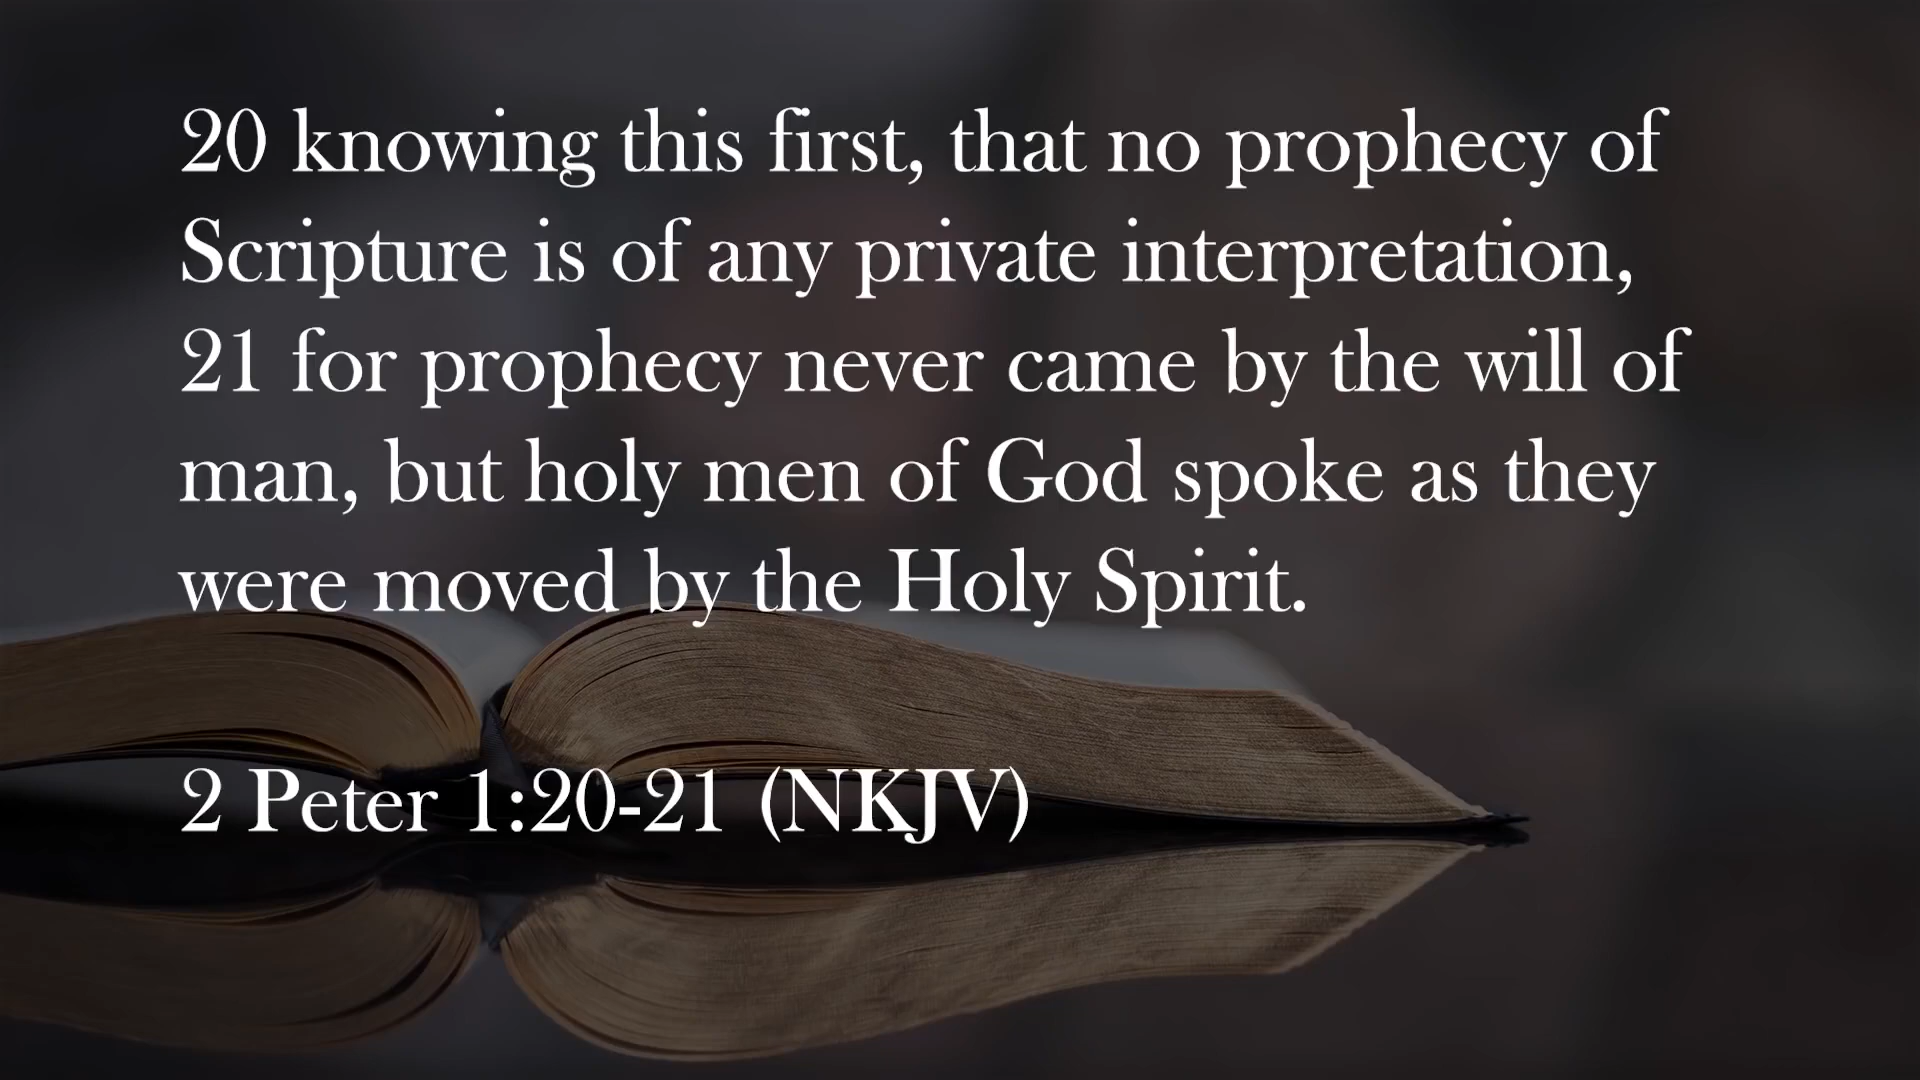 20 knowing this first, that no prophecy of
Scripture is of any private interpretation,
21 for prophecy never came by the will of
man, but holy men of God spoke as they
were moved by the Holy Spirit.
2 Peter 1:20-21 (NKJV)